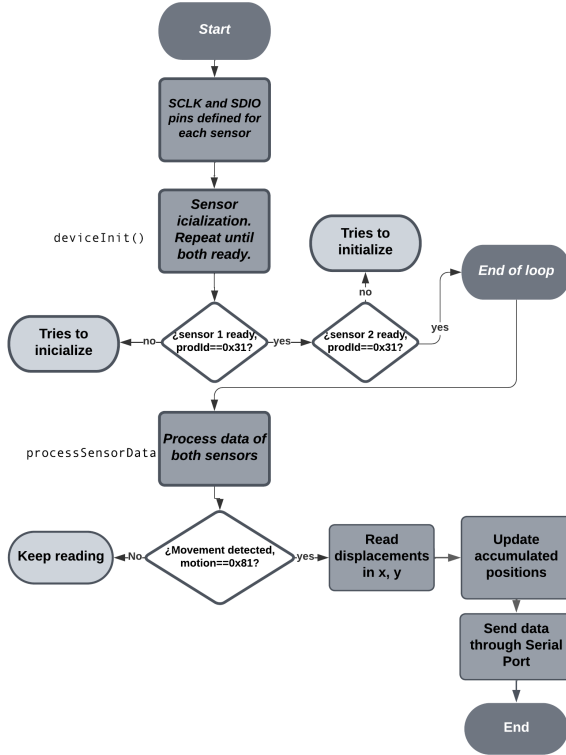 Start
SCLK and SDIO
pins defined for
each sensor
Sensor
icialization.
Repeat until
both ready.
deviceInit()
Tries to
initialize
End of loop
no
yes
Tries to
inicialize
no
¿sensor 1 ready,
prodId==0x31?
yes
¿sensor 2 ready,
prodId==0x31?
Process data of
both sensors
processSensorData
Keep reading
No
¿Movement detected,
motion==0x81?
yes
Read
displacements
in x, y
Update
accumulated
positions
Send data
through Serial
Port
End